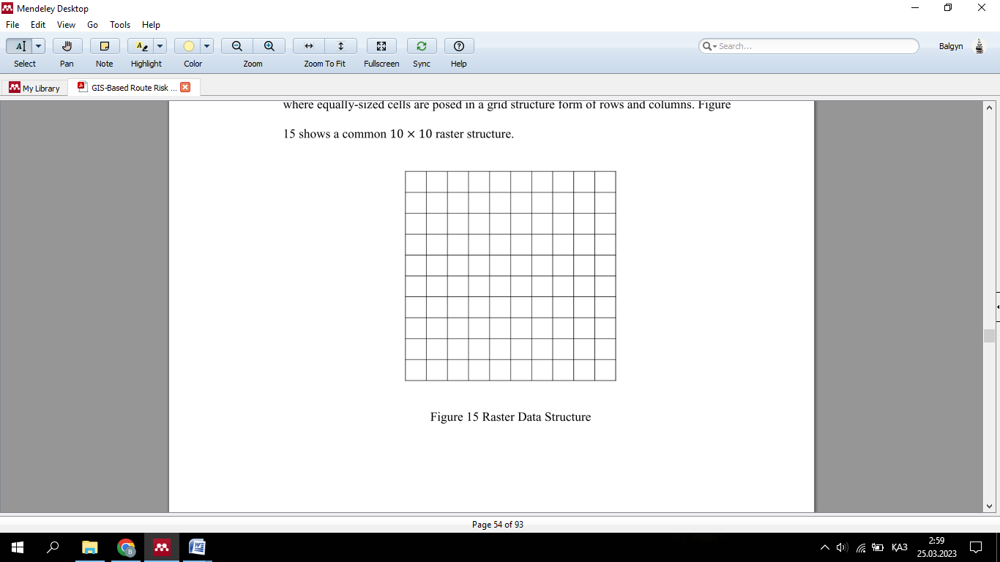 Mendeley Desktop
File Edit View Go Tools Help
Select Pan Note Highlight Color Zoom Zoom To Fit Fullscreen Sync Help
Search...
Balgyn
My Library
GIS-Based Route Risk ...
where equally-sized cells are posed in a grid structure form of rows and columns. Figure
15 shows a common 10 × 10 raster structure.
Figure 15 Raster Data Structure
Page 54 of 93
ҚАЗ
2:59
25.03.2023